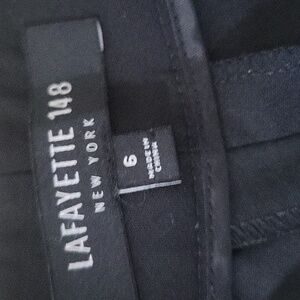 LAFAYETTE 148
NEW YORK
6
MADE IN
CHINA